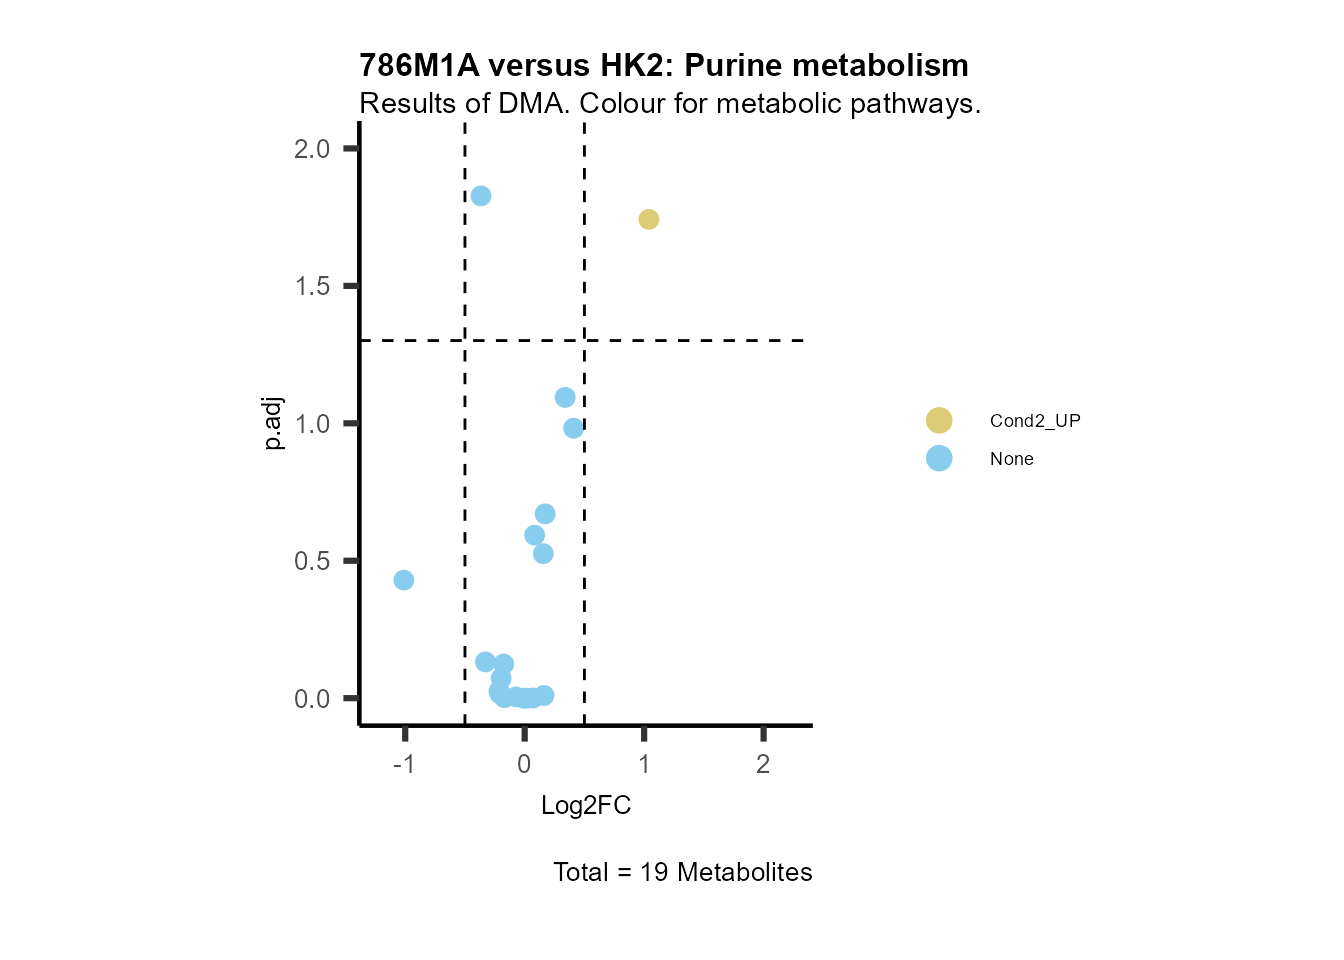 786M1A versus HK2: Purine metabolism
Results of DMA. Colour for metabolic pathways.
2.0
1.5
1.0
0.5
0.0
p.adj
-1
0
1
2
Log2FC
Cond2_UP
None
Total = 19 Metabolites